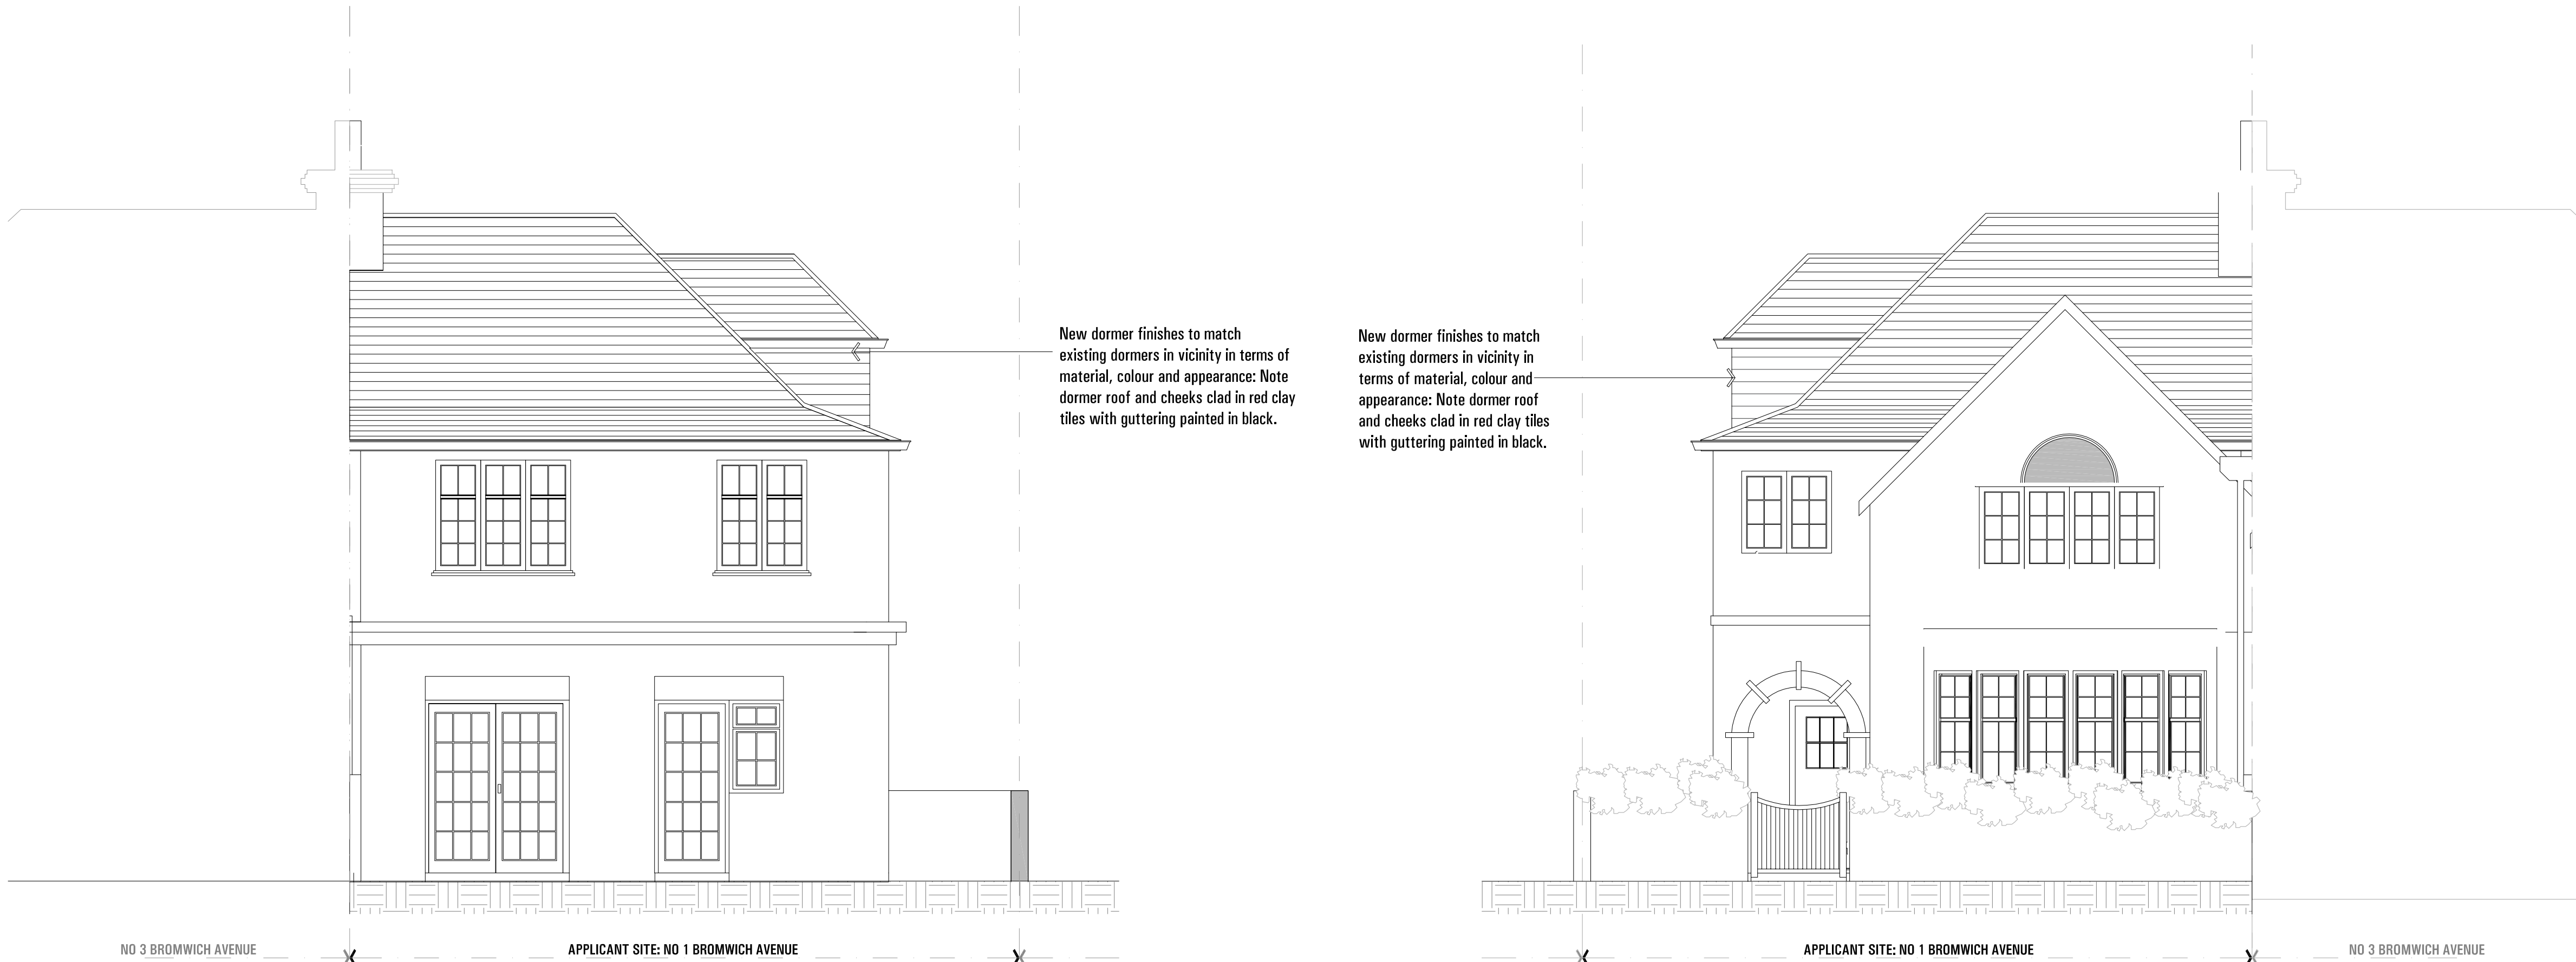 New dormer finishes to match
existing dormers in vicinity in terms of
material, colour and appearance: Note
dormer roof and cheeks clad in red clay
tiles with guttering painted in black.
New dormer finishes to match
existing dormers in vicinity in
terms of material, colour and
appearance: Note dormer roof
and cheeks clad in red clay tiles
with guttering painted in black.
NO 3 BROMWICH AVENUE
APPLICANT SITE: NO 1 BROMWICH AVENUE
APPLICANT SITE: NO 1 BROMWICH AVENUE
NO 3 BROMWICH AVENUE